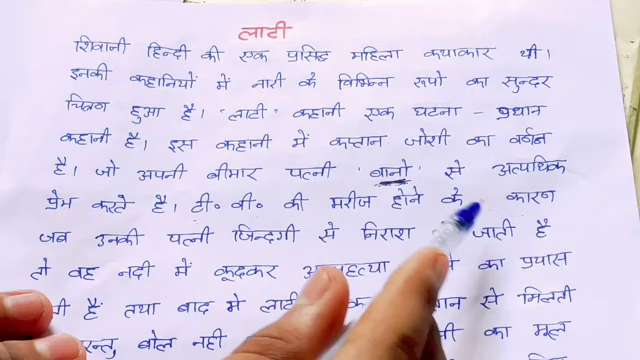 लाटी
शिवानी हिन्दी की एक प्रसिद्ध महिला कथाकार थी।
इनकी कहानियों में नारी के विभिन्न रूपो का सुन्दर
चित्रण हुआ है। 'लाटी' कहानी एक घटना - प्रधान
कहानी है। इस कहानी में कप्तान जोशी का वर्णन
है। जो अपनी बीमार पत्नी 'बानो' से अत्यधिक
प्रेम करते है। टी० बी० की मरीज होने के कारण
जब उनकी पत्नी जिन्दगी से निराश जाती है
तो वह नदी में कूदकर का प्रयास
हैं तथा बाद मे लाटी से मिलती
बोल नही का मूल